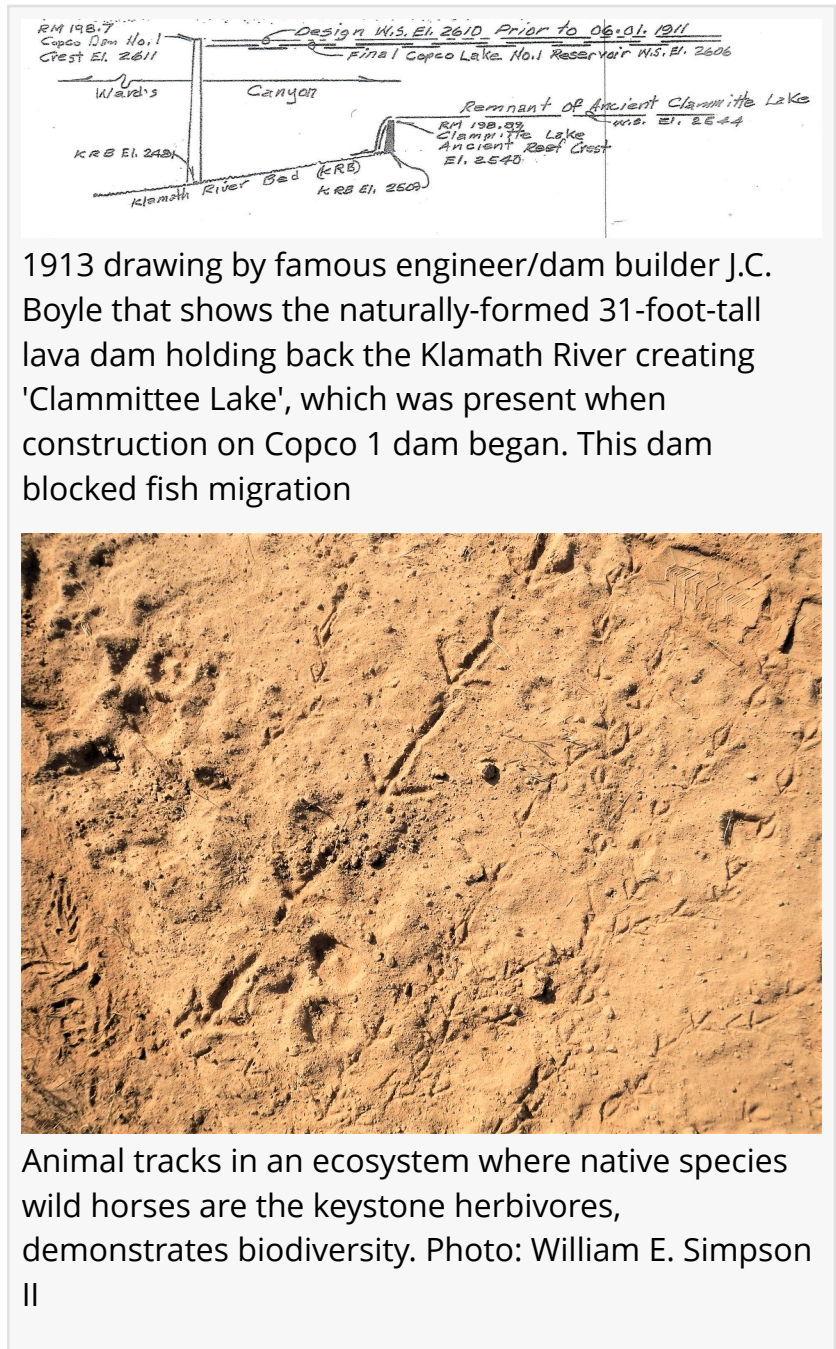 RM 198.7
Copco Dam No.1
Crest El. 2611
Design W.S. El. 2610 Prior to 06.01.1911
Final Copco Lake No.1 Reservoir W.S. El. 2606
Ward's Canyon
Remnant of Ancient Clammitte Lake
W.S. El. 2544
RM 198.89
Clammitte Lake
Ancient Reef Crest
El. 2540
KRB El.
Klamath River Bed (KRB)
KRB El.
1913 drawing by famous engineer/dam builder J.C.
Boyle that shows the naturally-formed 31-foot-tall
lava dam holding back the Klamath River creating
'Clammittee Lake', which was present when
construction on Copco 1 dam began. This dam
blocked fish migration
Animal tracks in an ecosystem where native species
wild horses are the keystone herbivores,
demonstrates biodiversity. Photo: William E. Simpson
II